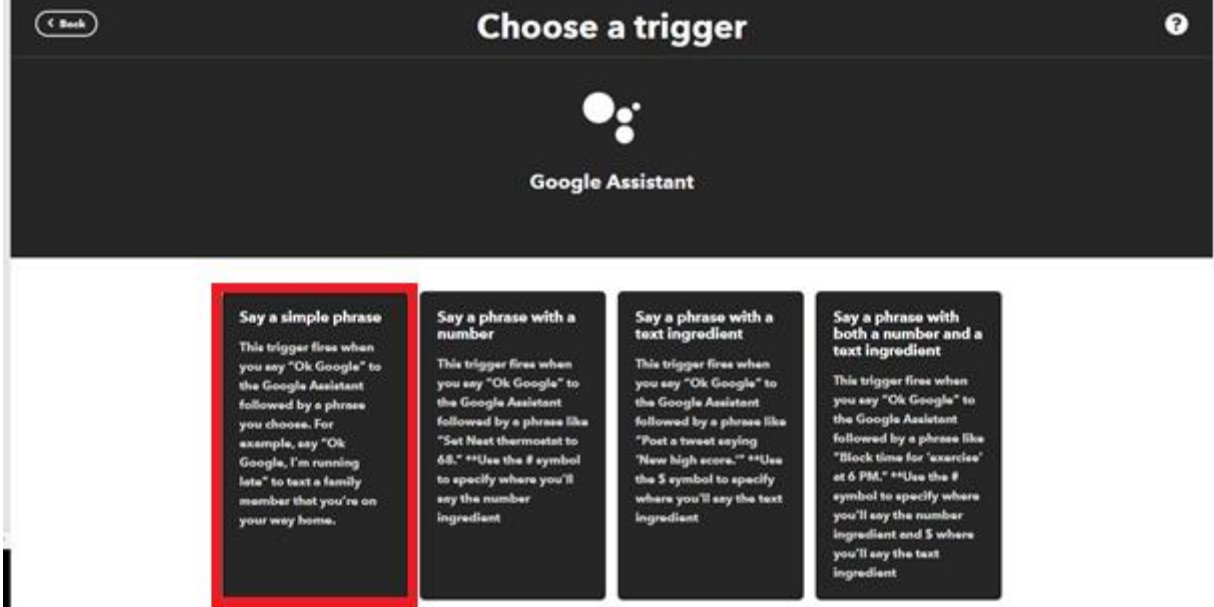 < Back
Choose a trigger
?
Google Assistant
Say a simple phrase
This trigger fires when
you say "Ok Google" to
the Google Assistant
followed by a phrase
you choose. For
example, say "Ok
Google, I'm running
late" to text a family
member that you're on
your way home.
Say a phrase with a
number
This trigger fires when
you say "Ok Google" to
the Google Assistant
followed by a phrase like
"Set Nest thermostat to
68." **Use the # symbol
to specify where you'll
say the number
ingredient
Say a phrase with a
text ingredient
This trigger fires when
you say "Ok Google" to
the Google Assistant
followed by a phrase like
"Post a tweet saying
'New high score.'" **Use
the $ symbol to specify
where you'll say the text
ingredient
Say a phrase with
both a number and a
text ingredient
This trigger fires when
you say "Ok Google" to
the Google Assistant
followed by a phrase like
"Block time for 'exercise'
at 6 PM." **Use the #
symbol to specify where
you'll say the number
ingredient and $ where
you'll say the text
ingredient